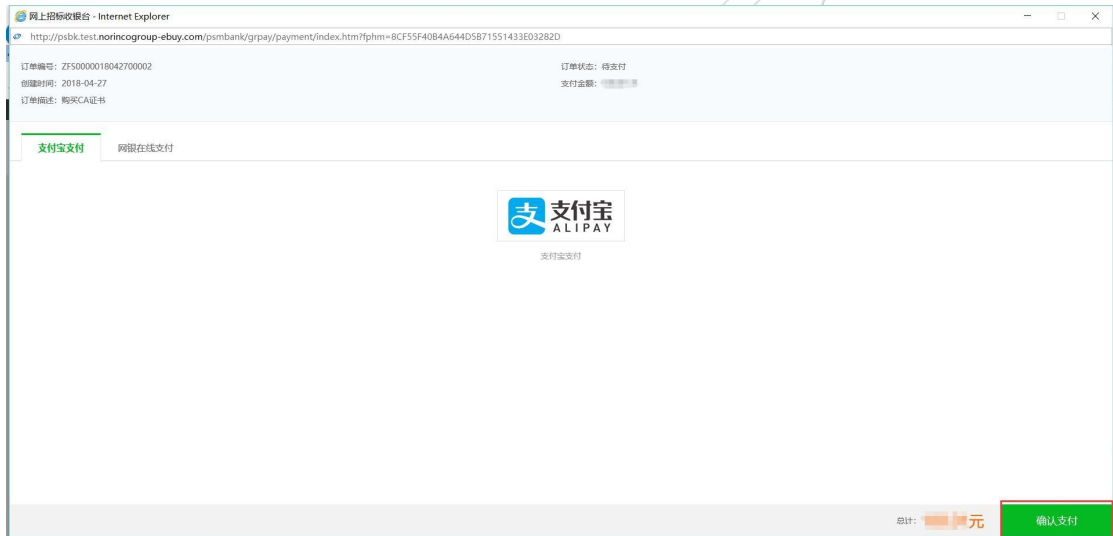 网上招标收银台 - Internet Explorer
http://psbk.test.norincogroup-ebuy.com/psmbank/grpay/payment/index.htm?fphm=8CF55F40B4A644D5B71551433E03282D
订单编号: ZFS0000018042700002 订单状态: 待支付
创建时间: 2018-04-27 支付金额:
订单描述: 购买CA证书
支付宝支付 网银在线支付
支 支付宝
ALIPAY
支付宝支付
总计: 元 确认支付